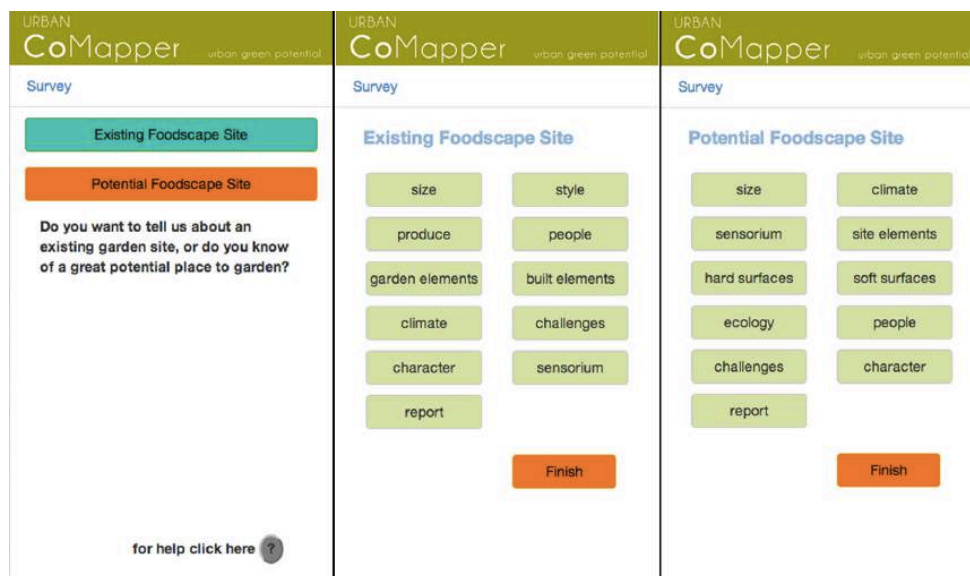 URBAN
CoMapper urban green potential
Survey
Existing Foodscape Site
Potential Foodscape Site
Do you want to tell us about an
existing garden site, or do you know
of a great potential place to garden?
for help click here ?
URBAN
CoMapper urban green potential
Survey
Existing Foodscape Site
size style
produce people
garden elements built elements
climate challenges
character sensorium
report
Finish
URBAN
CoMapper urban green potential
Survey
Potential Foodscape Site
size climate
sensorium site elements
hard surfaces soft surfaces
ecology people
challenges character
report
Finish